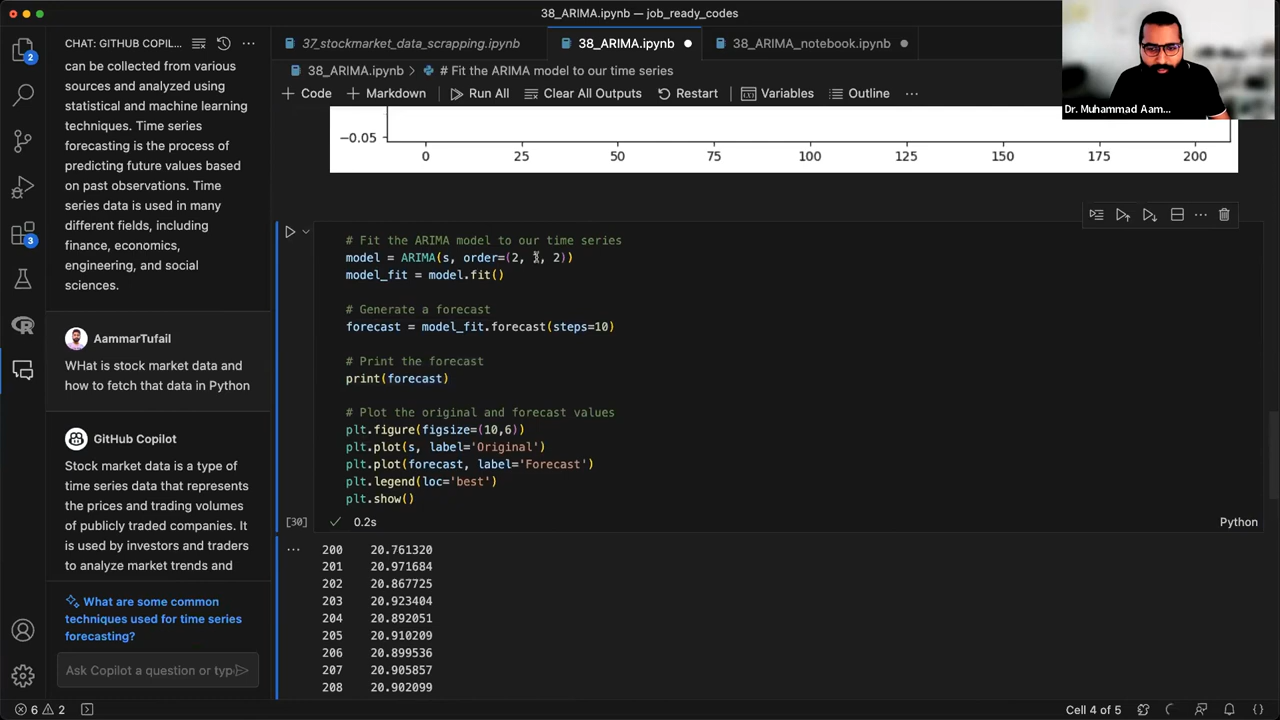 38_ARIMA.ipynb — job_ready_codes
CHAT: GITHUB COPIL...
37_stockmarket_data_scrapping.ipynb
38_ARIMA.ipynb
38_ARIMA_notebook.ipynb
38_ARIMA.ipynb > # Fit the ARIMA model to our time series
+ Code + Markdown Run All Clear All Outputs Restart Variables Outline ...
Dr. Muhammad Aam...
2
3
can be collected from various
sources and analyzed using
statistical and machine learning
techniques. Time series
forecasting is the process of
predicting future values based
on past observations. Time
series data is used in many
different fields, including
finance, economics,
engineering, and social
sciences.
AammarTufail
WHat is stock market data and
how to fetch that data in Python
GitHub Copilot
Stock market data is a type of
time series data that represents
the prices and trading volumes
of publicly traded companies. It
is used by investors and traders
to analyze market trends and
What are some common
techniques used for time series
forecasting?
Ask Copilot a question or type
−0.05
0 25 50 75 100 125 150 175 200
# Fit the ARIMA model to our time series
model = ARIMA(s, order=(2, , 2))
model_fit = model.fit()
# Generate a forecast
forecast = model_fit.forecast(steps=10)
# Print the forecast
print(forecast)
# Plot the original and forecast values
plt.figure(figsize=(10,6))
plt.plot(s, label='Original')
plt.plot(forecast, label='Forecast')
plt.legend(loc='best')
plt.show()
[30] 0.2s Python
200 20.761320
201 20.971684
202 20.867725
203 20.923404
204 20.892051
205 20.910209
206 20.899536
207 20.905857
208 20.902099
6 2
Cell 4 of 5